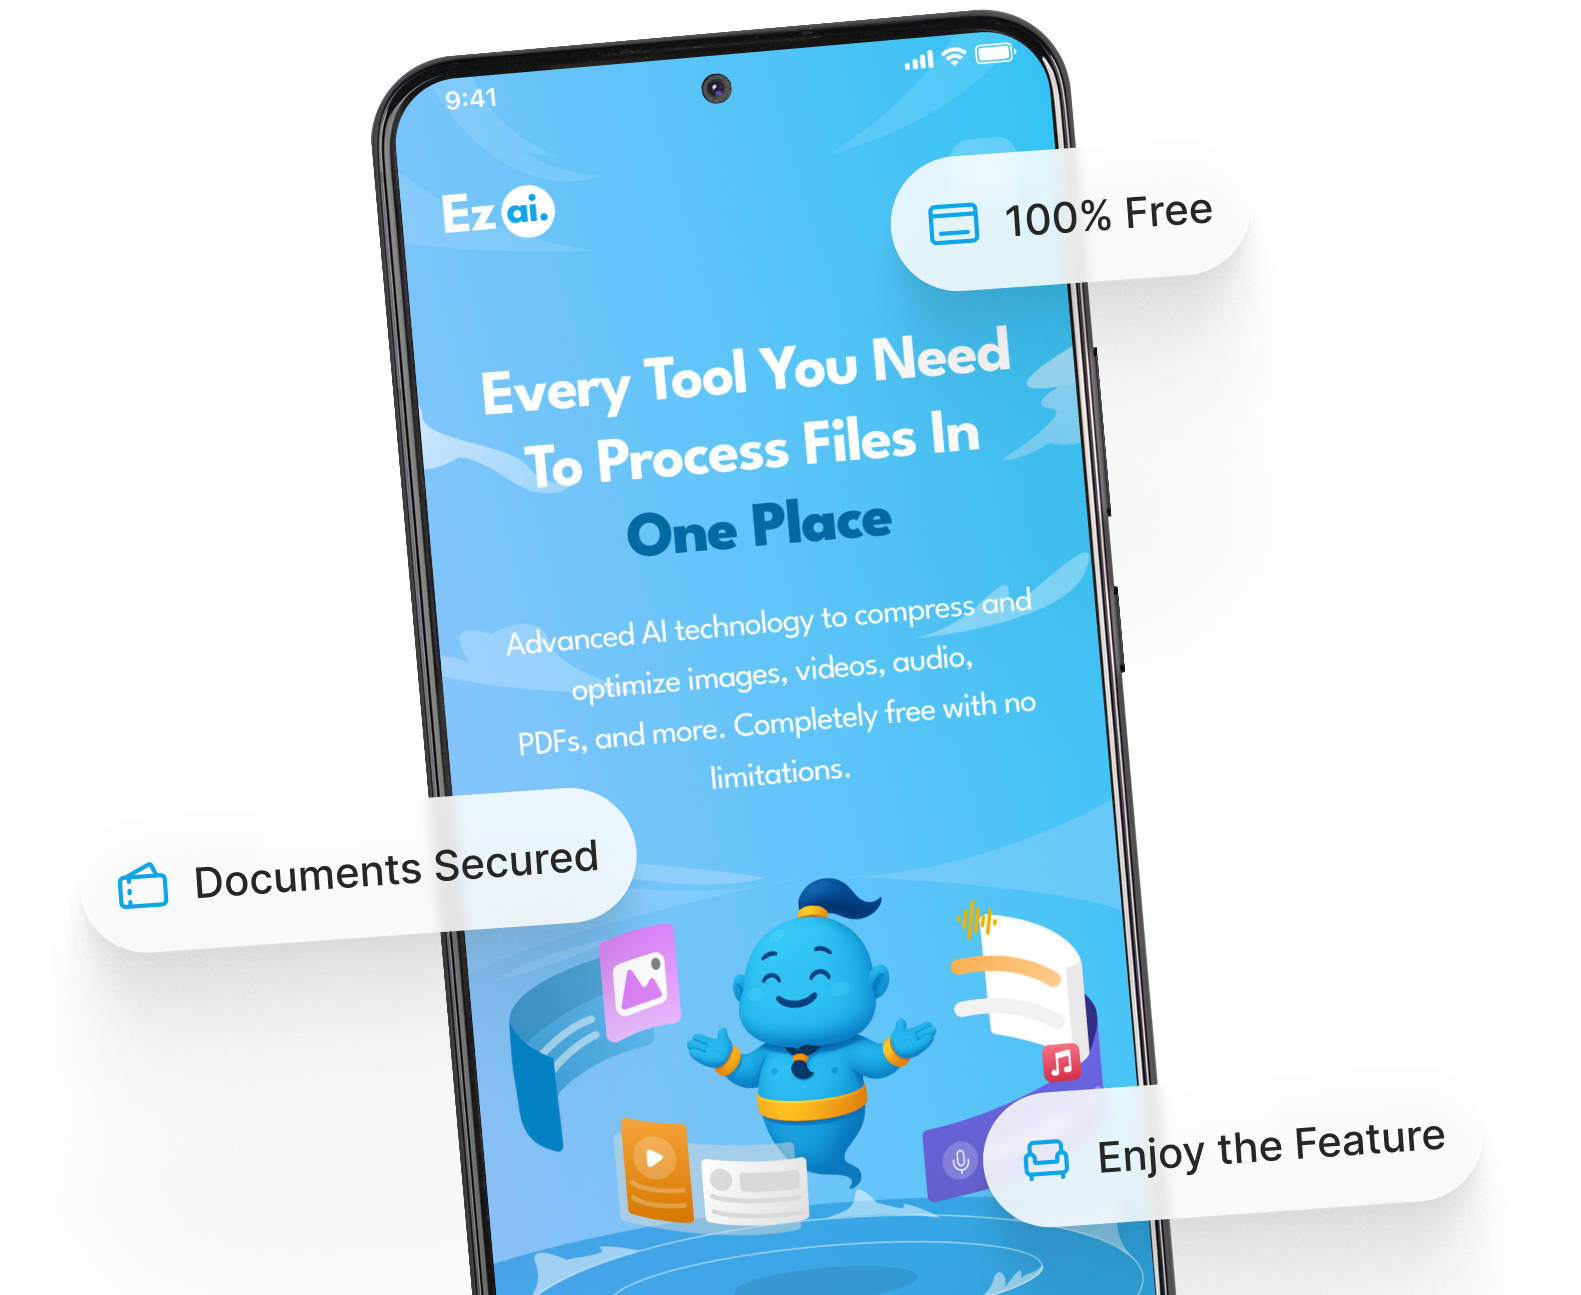 9:41
Ez ai.
100% Free
Every Tool You Need
To Process Files In
One Place
Advanced AI technology to compress and
optimize images, videos, audio,
PDFs, and more. Completely free with no
limitations.
Documents Secured
Enjoy the Feature